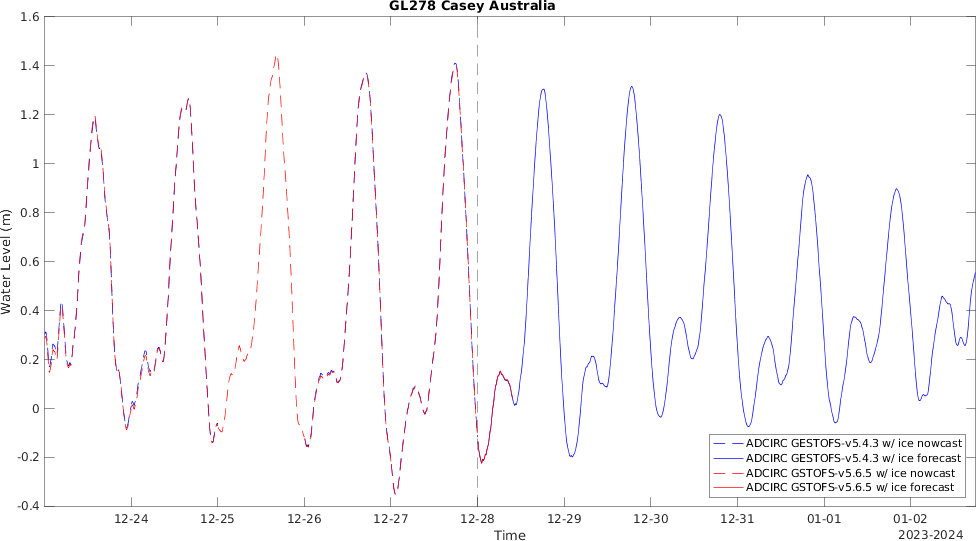 GL278 Casey Australia
1.6
1.4
1.2
1
0.8
0.6
0.4
0.2
0
-0.2
-0.4
Water Level (m)
12-24 12-25 12-26 12-27 12-28 12-29 12-30 12-31 01-01 01-02
Time
2023-2024
ADCIRC GESTOFS-v5.4.3 w/ ice nowcast
ADCIRC GESTOFS-v5.4.3 w/ ice forecast
ADCIRC GSTOFS-v5.6.5 w/ ice nowcast
ADCIRC GSTOFS-v5.6.5 w/ ice forecast